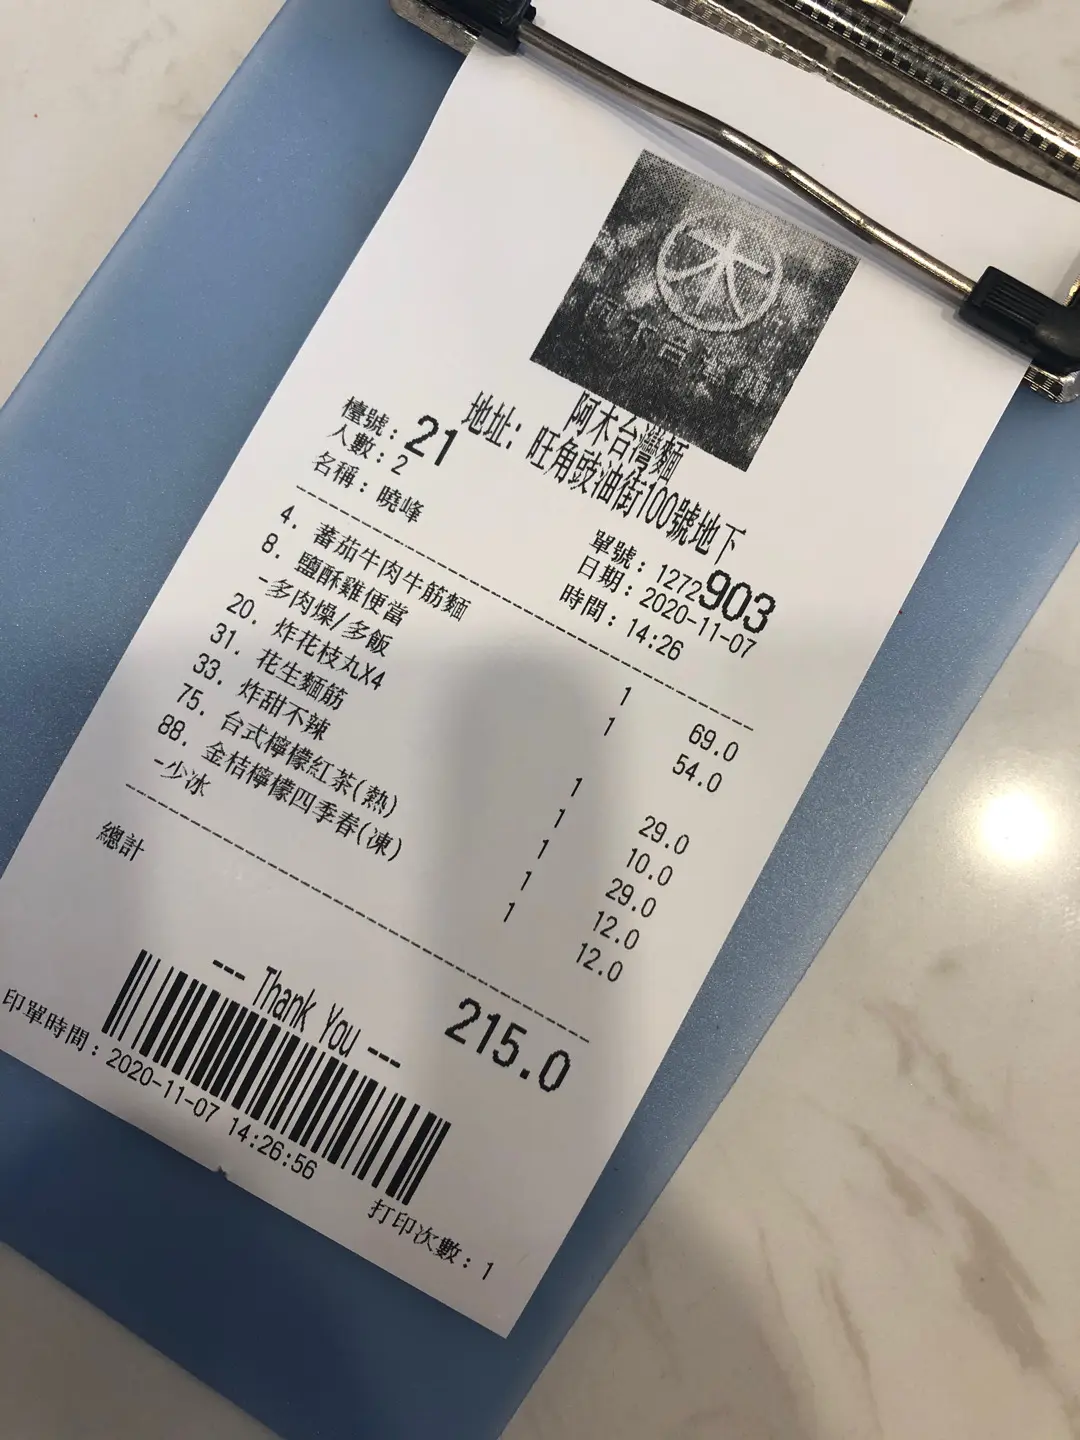 木
阿木台灣麵
阿木台灣麵
地址: 旺角豉油街100號地下
檯號: 21
人數: 2
名稱: 曉峰
單號: 1272903
日期: 2020-11-07
時間: 14:26
4. 蕃茄牛肉牛筋麵 1 69.0
8. 鹽酥雞便當 1 54.0
-多肉燥/多飯
20. 炸花枝丸X4 1 29.0
31. 花生麵筋 1 10.0
33. 炸甜不辣 1 29.0
75. 台式檸檬紅茶(熱) 1 12.0
88. 金桔檸檬四季春(凍) 1 12.0
-少冰
總計 215.0
--- Thank You ---
印單時間: 2020-11-07 14:26:56
打印次數: 1